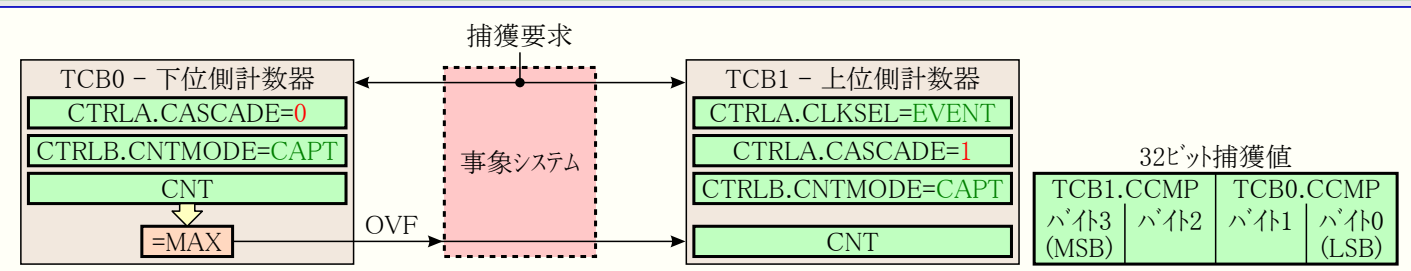 捕獲要求
TCB0 - 下位側計数器
CTRLA.CASCADE=0
CTRLB.CNTMODE=CAPT
CNT
=MAX
OVF
事象システム
TCB1 - 上位側計数器
CTRLA.CLKSEL=EVENT
CTRLA.CASCADE=1
CTRLB.CNTMODE=CAPT
CNT
32ビット捕獲値
TCB1.CCMP TCB0.CCMP
バイト3 バイト2 バイト1 バイト0
(MSB) (LSB)